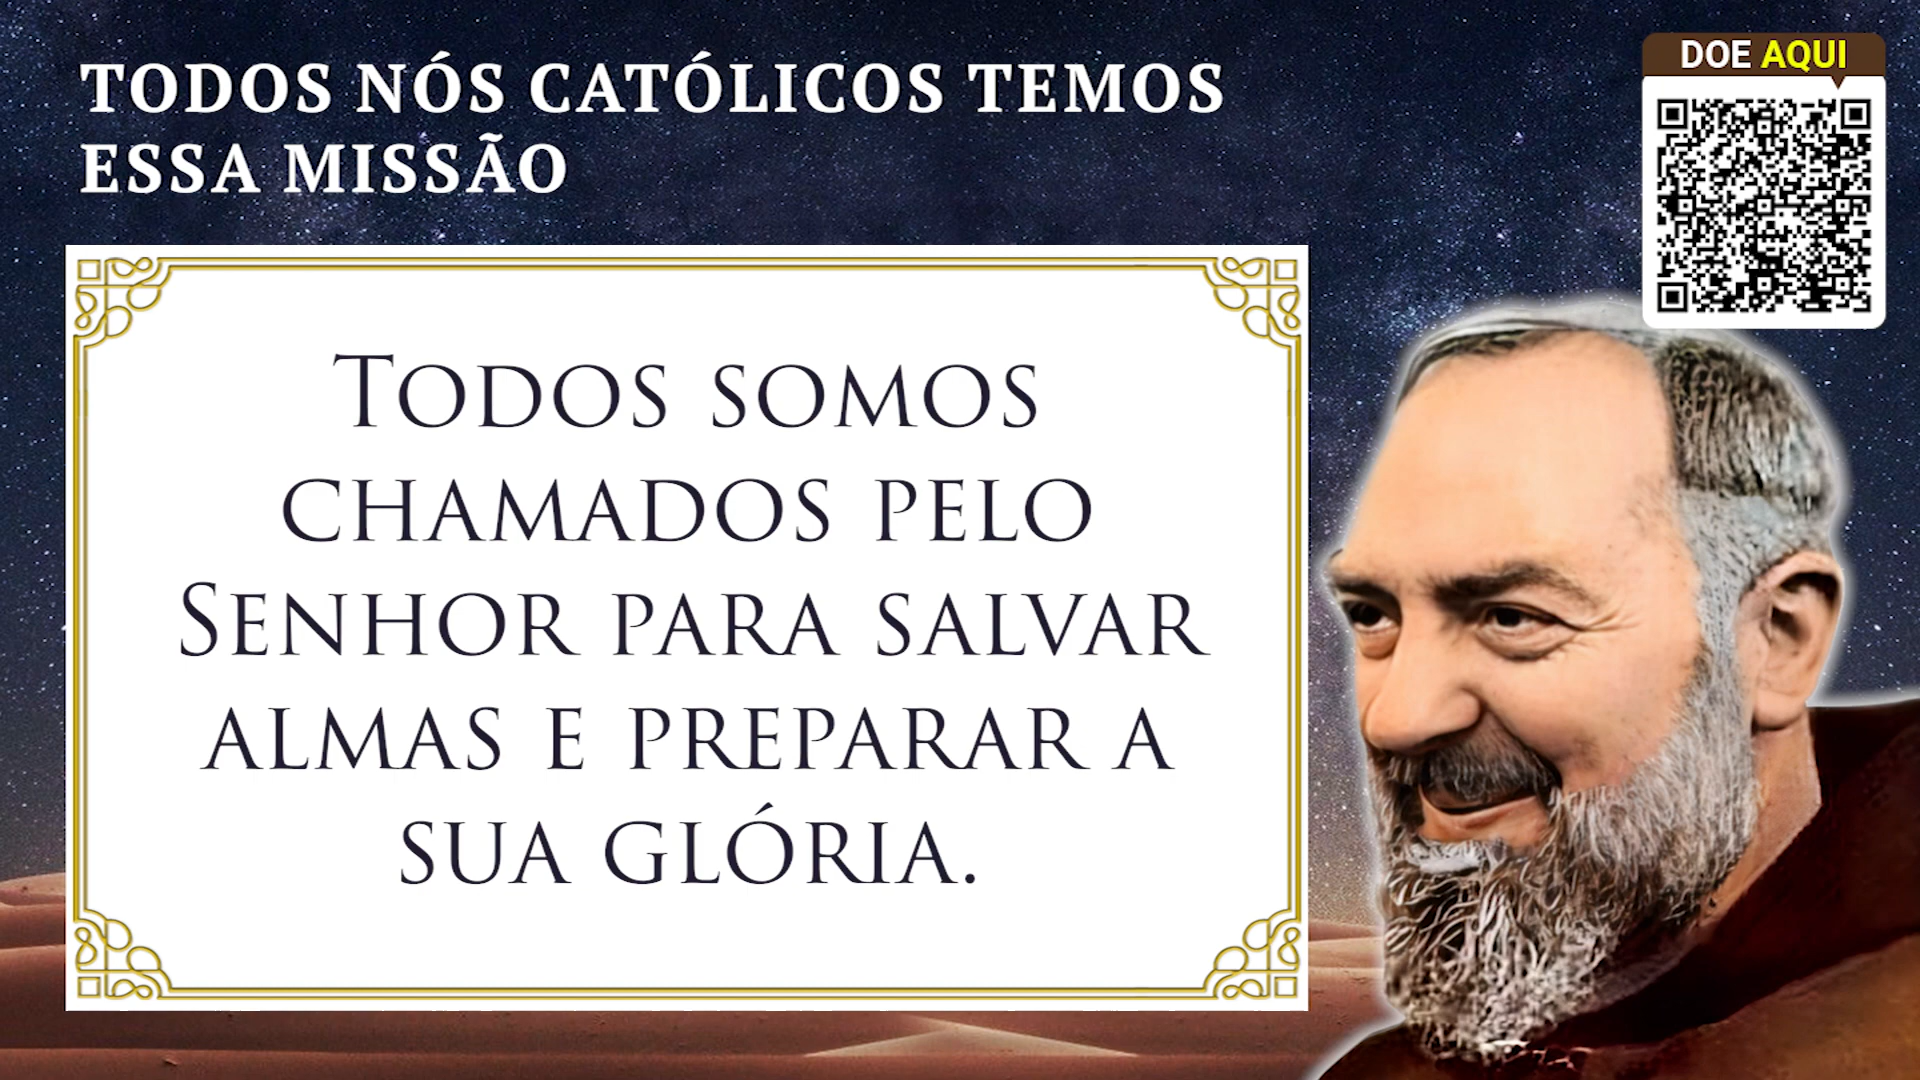 TODOS NÓS CATÓLICOS TEMOS
ESSA MISSÃO
DOE AQUI
TODOS SOMOS
CHAMADOS PELO
SENHOR PARA SALVAR
ALMAS E PREPARAR A
SUA GLÓRIA.